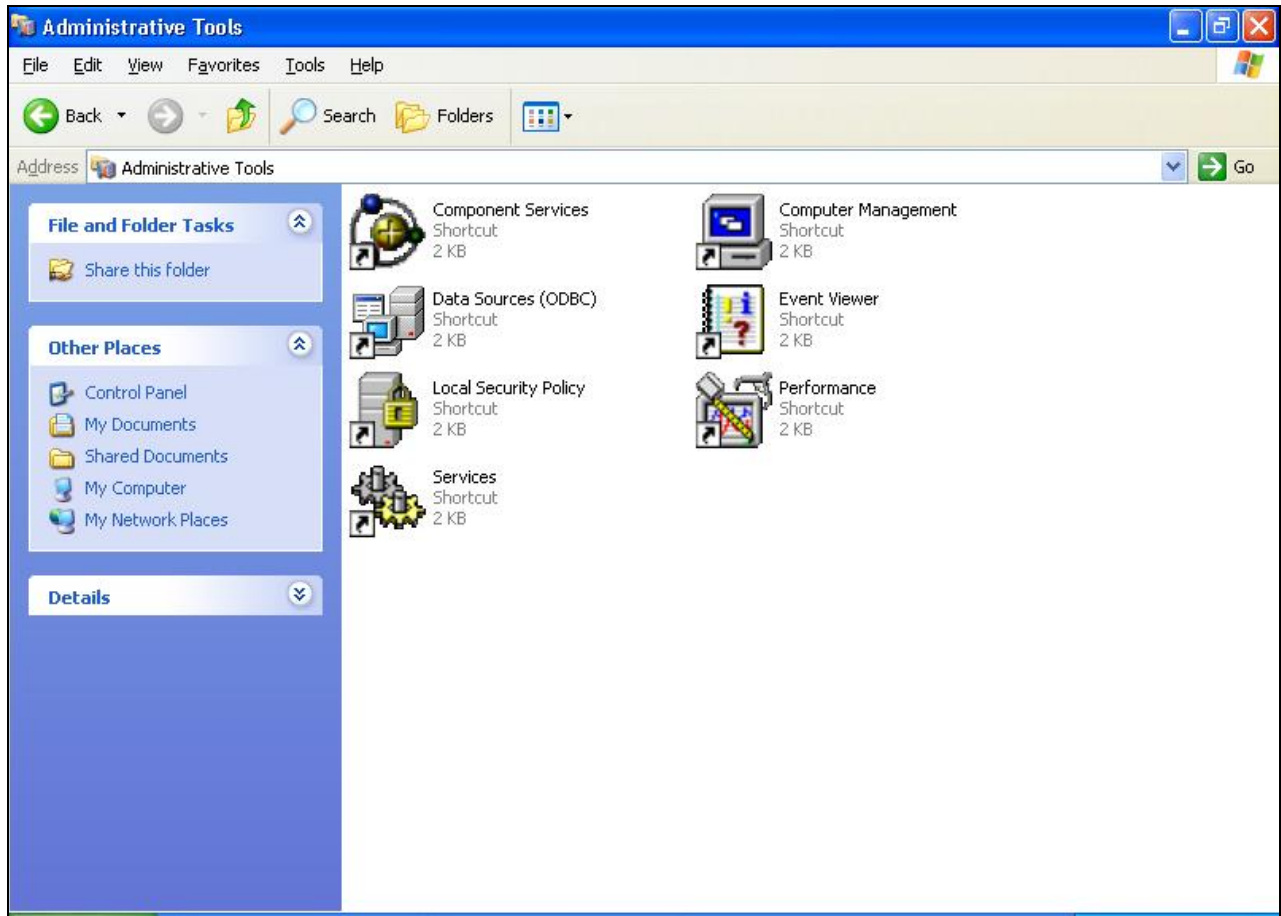 Administrative Tools
File Edit View Favorites Tools Help
Back Search Folders
Address Administrative Tools Go
File and Folder Tasks
Share this folder
Other Places
Control Panel
My Documents
Shared Documents
My Computer
My Network Places
Details
Component Services
Shortcut
2 KB
Computer Management
Shortcut
2 KB
Data Sources (ODBC)
Shortcut
2 KB
Event Viewer
Shortcut
2 KB
Local Security Policy
Shortcut
2 KB
Performance
Shortcut
2 KB
Services
Shortcut
2 KB